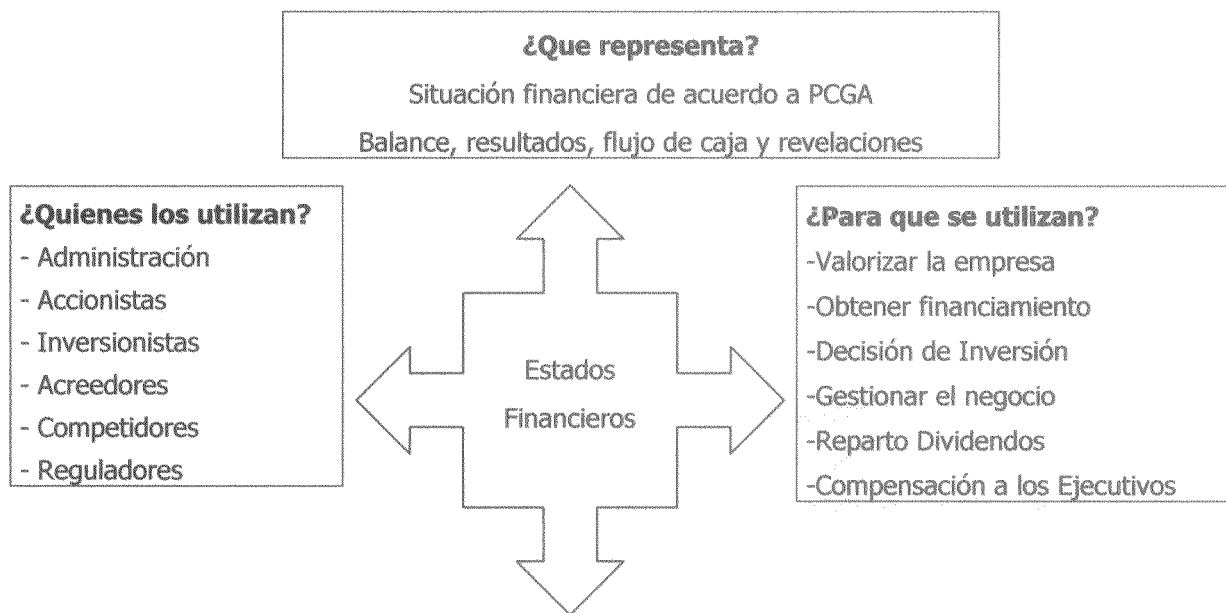 ¿Que representa?
Situación financiera de acuerdo a PCGA
Balance, resultados, flujo de caja y revelaciones
¿Quienes los utilizan?
- Administración
- Accionistas
- Inversionistas
- Acreedores
- Competidores
- Reguladores
Estados
Financieros
¿Para que se utilizan?
-Valorizar la empresa
-Obtener financiamiento
-Decisión de Inversión
-Gestionar el negocio
-Reparto Dividendos
-Compensación a los Ejecutivos